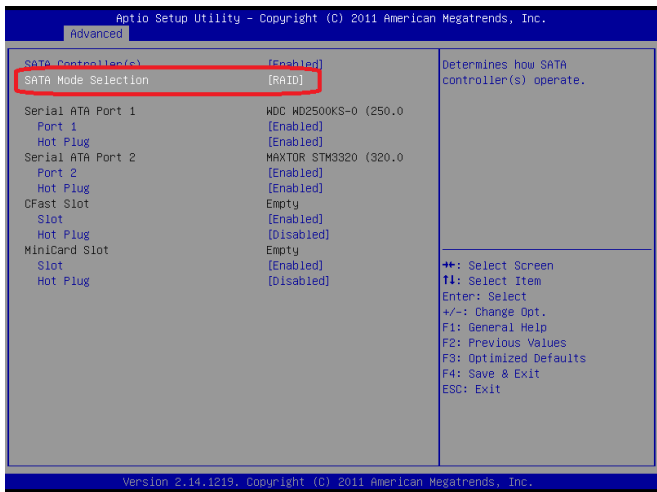 Aptio Setup Utility – Copyright (C) 2011 American Megatrends, Inc.
Advanced
SATA Controller(s) [Enabled]
SATA Mode Selection [RAID]
Serial ATA Port 1 WDC WD2500KS-0 (250.0
Port 1 [Enabled]
Hot Plug [Enabled]
Serial ATA Port 2 MAXTOR STM3320 (320.0
Port 2 [Enabled]
Hot Plug [Enabled]
CFast Slot Empty
Slot [Enabled]
Hot Plug [Disabled]
MiniCard Slot Empty
Slot [Enabled]
Hot Plug [Disabled]
Determines how SATA
controller(s) operate.
→←: Select Screen
↑↓: Select Item
Enter: Select
+/-: Change Opt.
F1: General Help
F2: Previous Values
F3: Optimized Defaults
F4: Save & Exit
ESC: Exit
Version 2.14.1219. Copyright (C) 2011 American Megatrends, Inc.